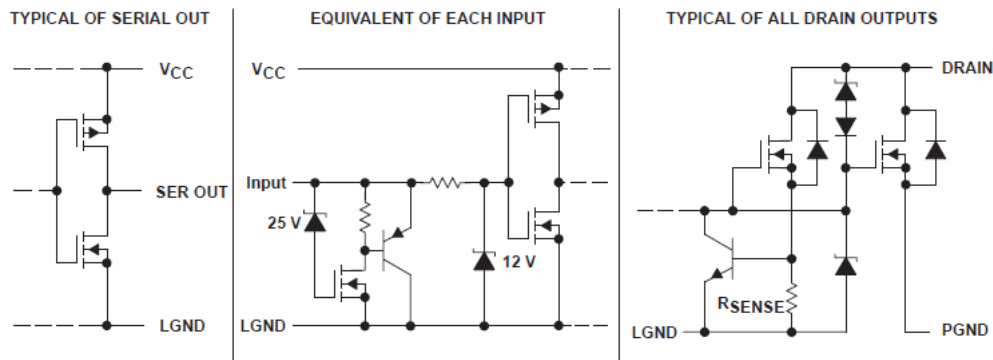 TYPICAL OF SERIAL OUT
VCC
SER OUT
LGND
EQUIVALENT OF EACH INPUT
VCC
Input
25 V
12 V
LGND
TYPICAL OF ALL DRAIN OUTPUTS
DRAIN
RSENSE
LGND
PGND